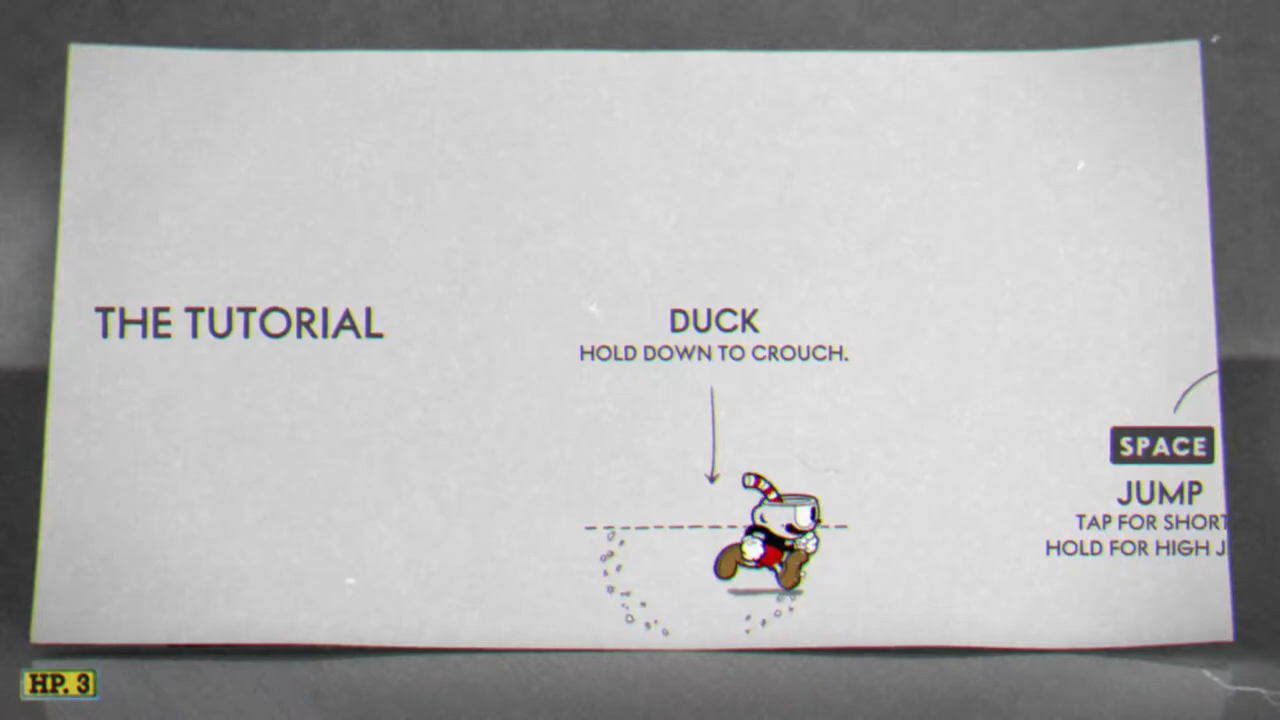 THE TUTORIAL
DUCK
HOLD DOWN TO CROUCH.
SPACE
JUMP
TAP FOR SHORT
HOLD FOR HIGH J
HP. 3